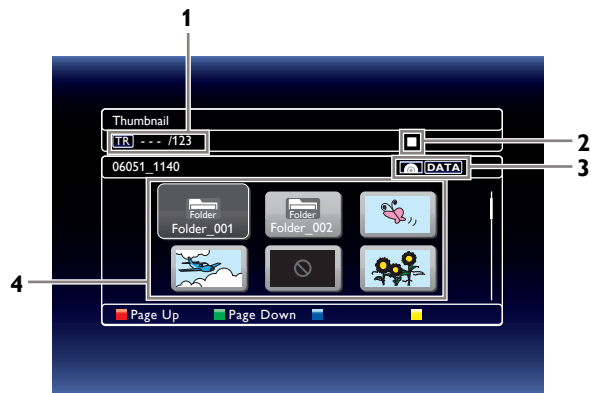 1
Thumbnail
TR - - - /123
2
06051_1140
DATA
3
Folder
Folder_001
Folder
Folder_002
4
Page Up
Page Down